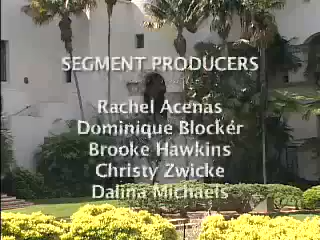 SEGMENT PRODUCERS
Rachel Acenas
Dominique Blocker
Brooke Hawkins
Christy Zwicke
Dalina Michaels